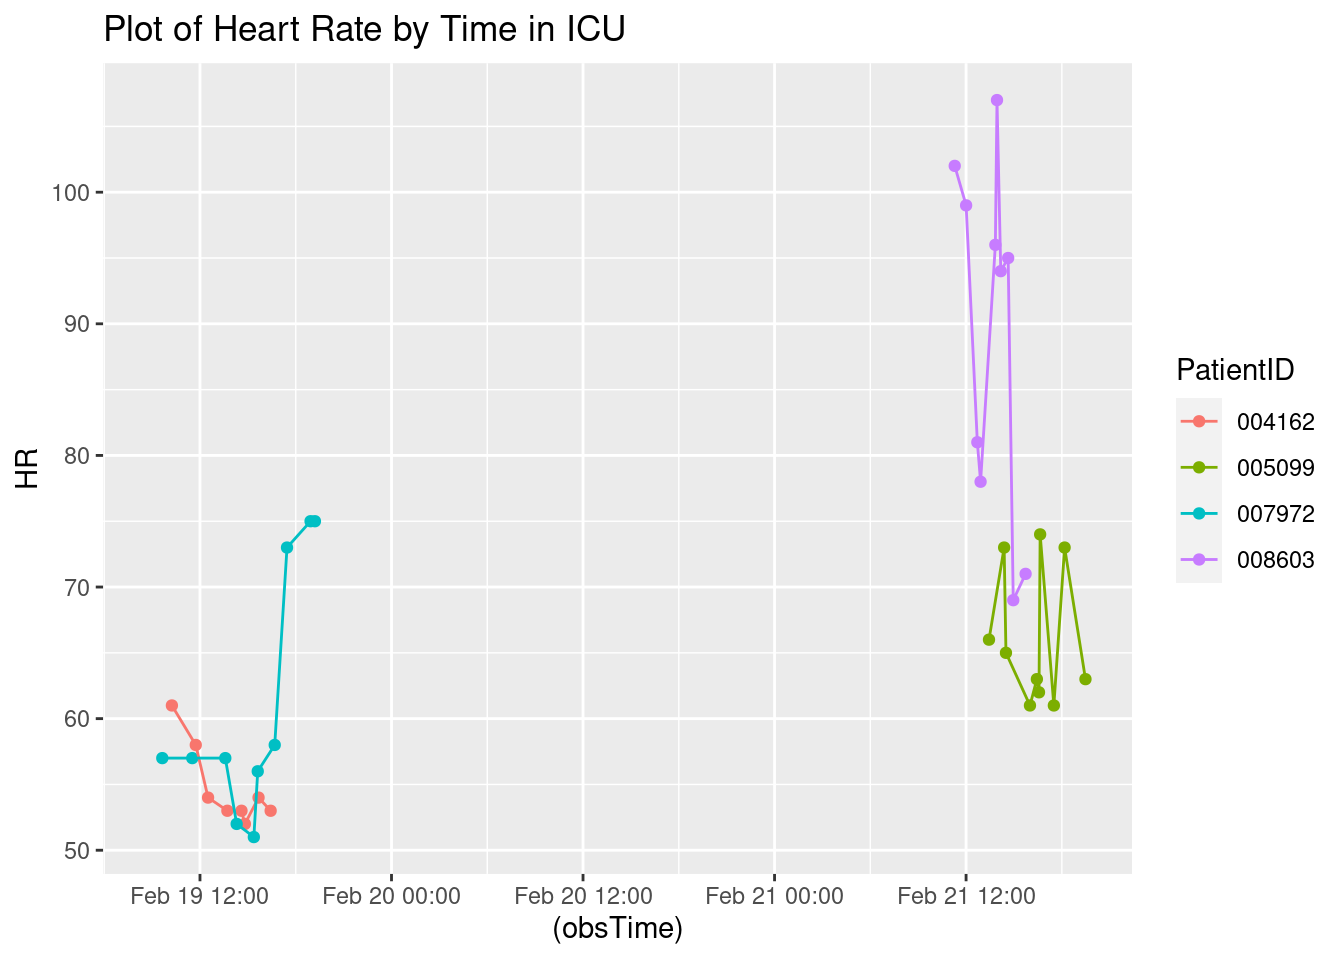 Plot of Heart Rate by Time in ICU
HR
100
90
80
70
60
50
Feb 19 12:00
Feb 20 00:00
Feb 20 12:00
Feb 21 00:00
Feb 21 12:00
(obsTime)
PatientID
004162
005099
007972
008603